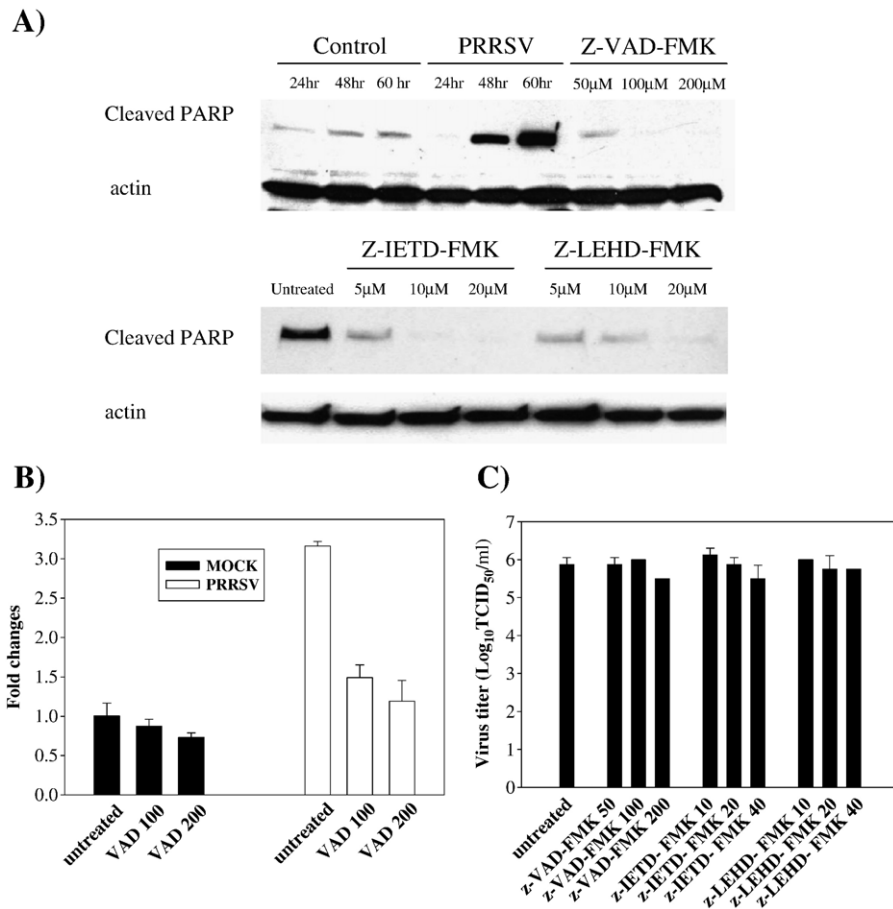 A)
Control PRRSV Z-VAD-FMK
24hr 48hr 60 hr 24hr 48hr 60hr 50µM 100µM 200µM
Cleaved PARP
actin
Z-IETD-FMK Z-LEHD-FMK
Untreated 5µM 10µM 20µM 5µM 10µM 20µM
Cleaved PARP
actin
B)
Fold changes
3.5
3.0
2.5
2.0
1.5
1.0
0.5
0.0
MOCK
PRRSV
untreated VAD 100 VAD 200 untreated VAD 100 VAD 200
C)
Virus titer (Log10TCID50/ml)
7
6
5
4
3
2
1
0
untreated
z-VAD-FMK 50
z-VAD-FMK 100
z-VAD-FMK 200
z-IETD- FMK 10
z-IETD- FMK 20
z-IETD- FMK 40
z-LEHD- FMK 10
z-LEHD- FMK 20
z-LEHD- FMK 40